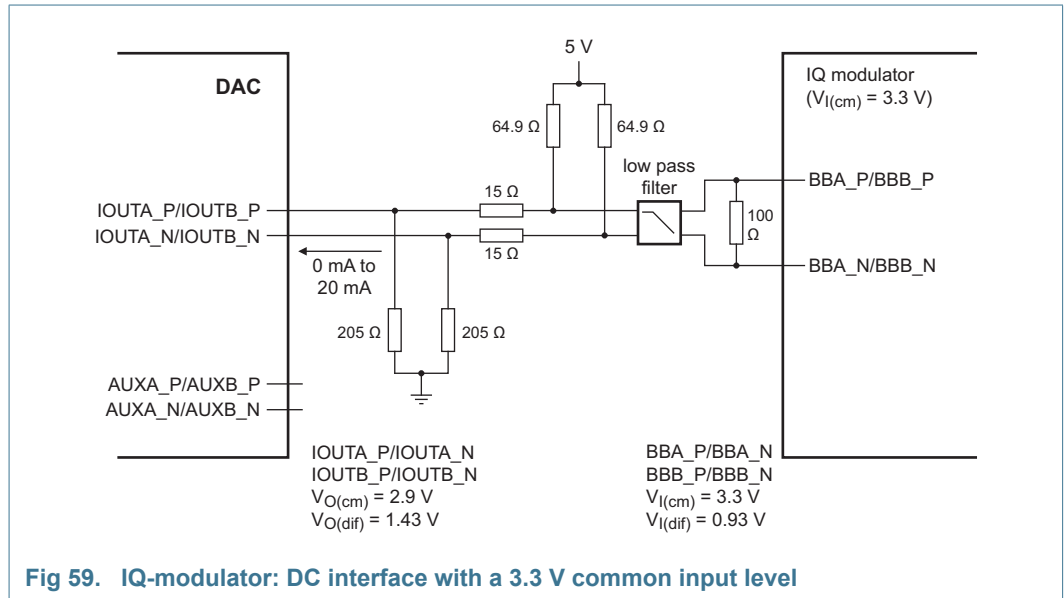 5 V
DAC
IQ modulator
(VI(cm) = 3.3 V)
64.9 Ω
64.9 Ω
low pass
filter
15 Ω
IOUTA_P/IOUTB_P
BBA_P/BBB_P
IOUTA_N/IOUTB_N
100
Ω
15 Ω
0 mA to
20 mA
BBA_N/BBB_N
205 Ω
205 Ω
AUXA_P/AUXB_P
AUXA_N/AUXB_N
IOUTA_P/IOUTA_N
IOUTB_P/IOUTB_N
VO(cm) = 2.9 V
VO(dif) = 1.43 V
BBA_P/BBA_N
BBB_P/BBB_N
VI(cm) = 3.3 V
VI(dif) = 0.93 V
Fig 59. IQ-modulator: DC interface with a 3.3 V common input level